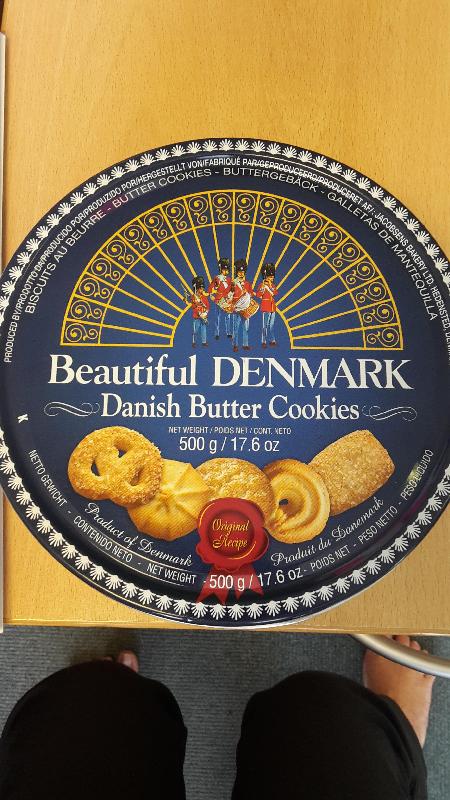 PRODUCED BY/PRODOTTO DA/PRODUCIDO POR/PRODUZIDO POR/HERGESTELLT VON/FABRIQUÉ PAR/GEPRODUCEERD/PRODUCERET AF: JACOBSENS BAKERY LTD. HEDENSTED,
BISCUITS AU BEURRE - BUTTER COOKIES - BUTTERGEBÄCK - GALLETAS DE MANTEQUILLA
Beautiful DENMARK
Danish Butter Cookies
NET WEIGHT / POIDS NET / CONT. NETO
500 g / 17.6 oz
K
Original
Recipe
Product of Denmark
Produit du Danemark
NETTO GEWICHT - CONTENIDO NETO - NET WEIGHT - 500 g / 17.6 oz - POIDS NET - PESO NETTO - PESO